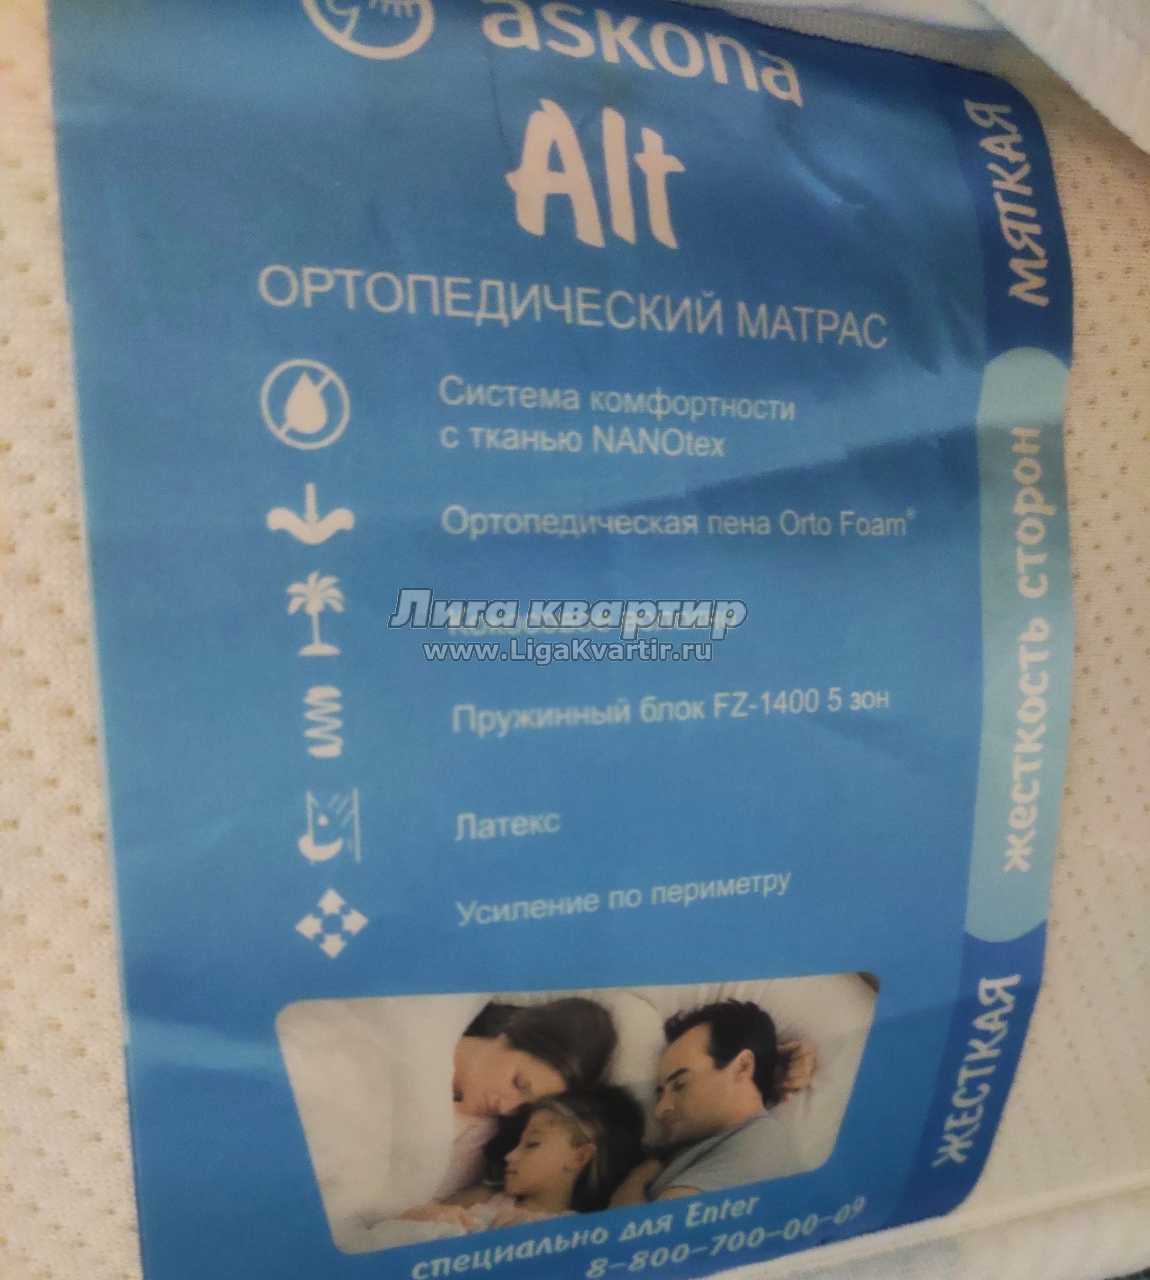 askona
Alt
ОРТОПЕДИЧЕСКИЙ МАТРАС
Система комфортности
с тканью NANOtex
Ортопедическая пена Orto Foam®
Лига квартир
www.LigaKvartir.ru
Пружинный блок FZ-1400 5 зон
Латекс
Усиление по периметру
МЯГКАЯ
жесткость сторон
ЖЕСТКАЯ
специально для Enter
8-800-700-00-09